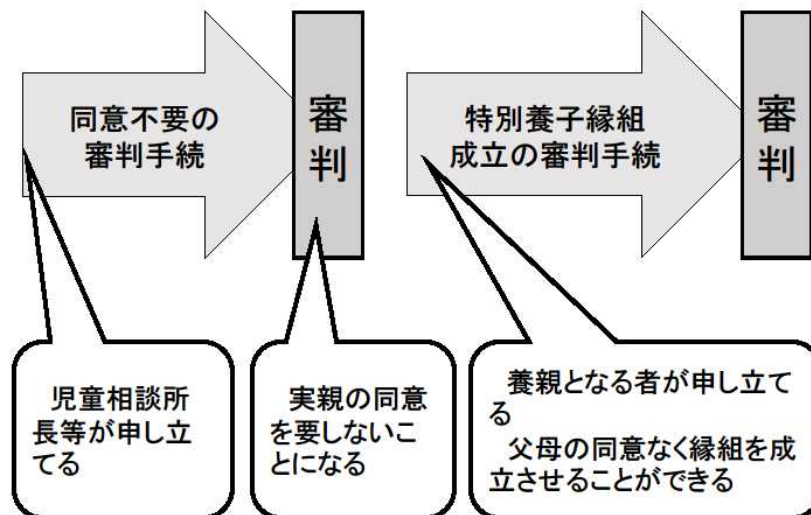 同意不要の
審判手続
審判
特別養子縁組
成立の審判手続
審判
児童相談所
長等が申し立
てる
実親の同意
を要しないこ
とになる
養親となる者が申し立て
る
父母の同意なく縁組を成
立させることができる